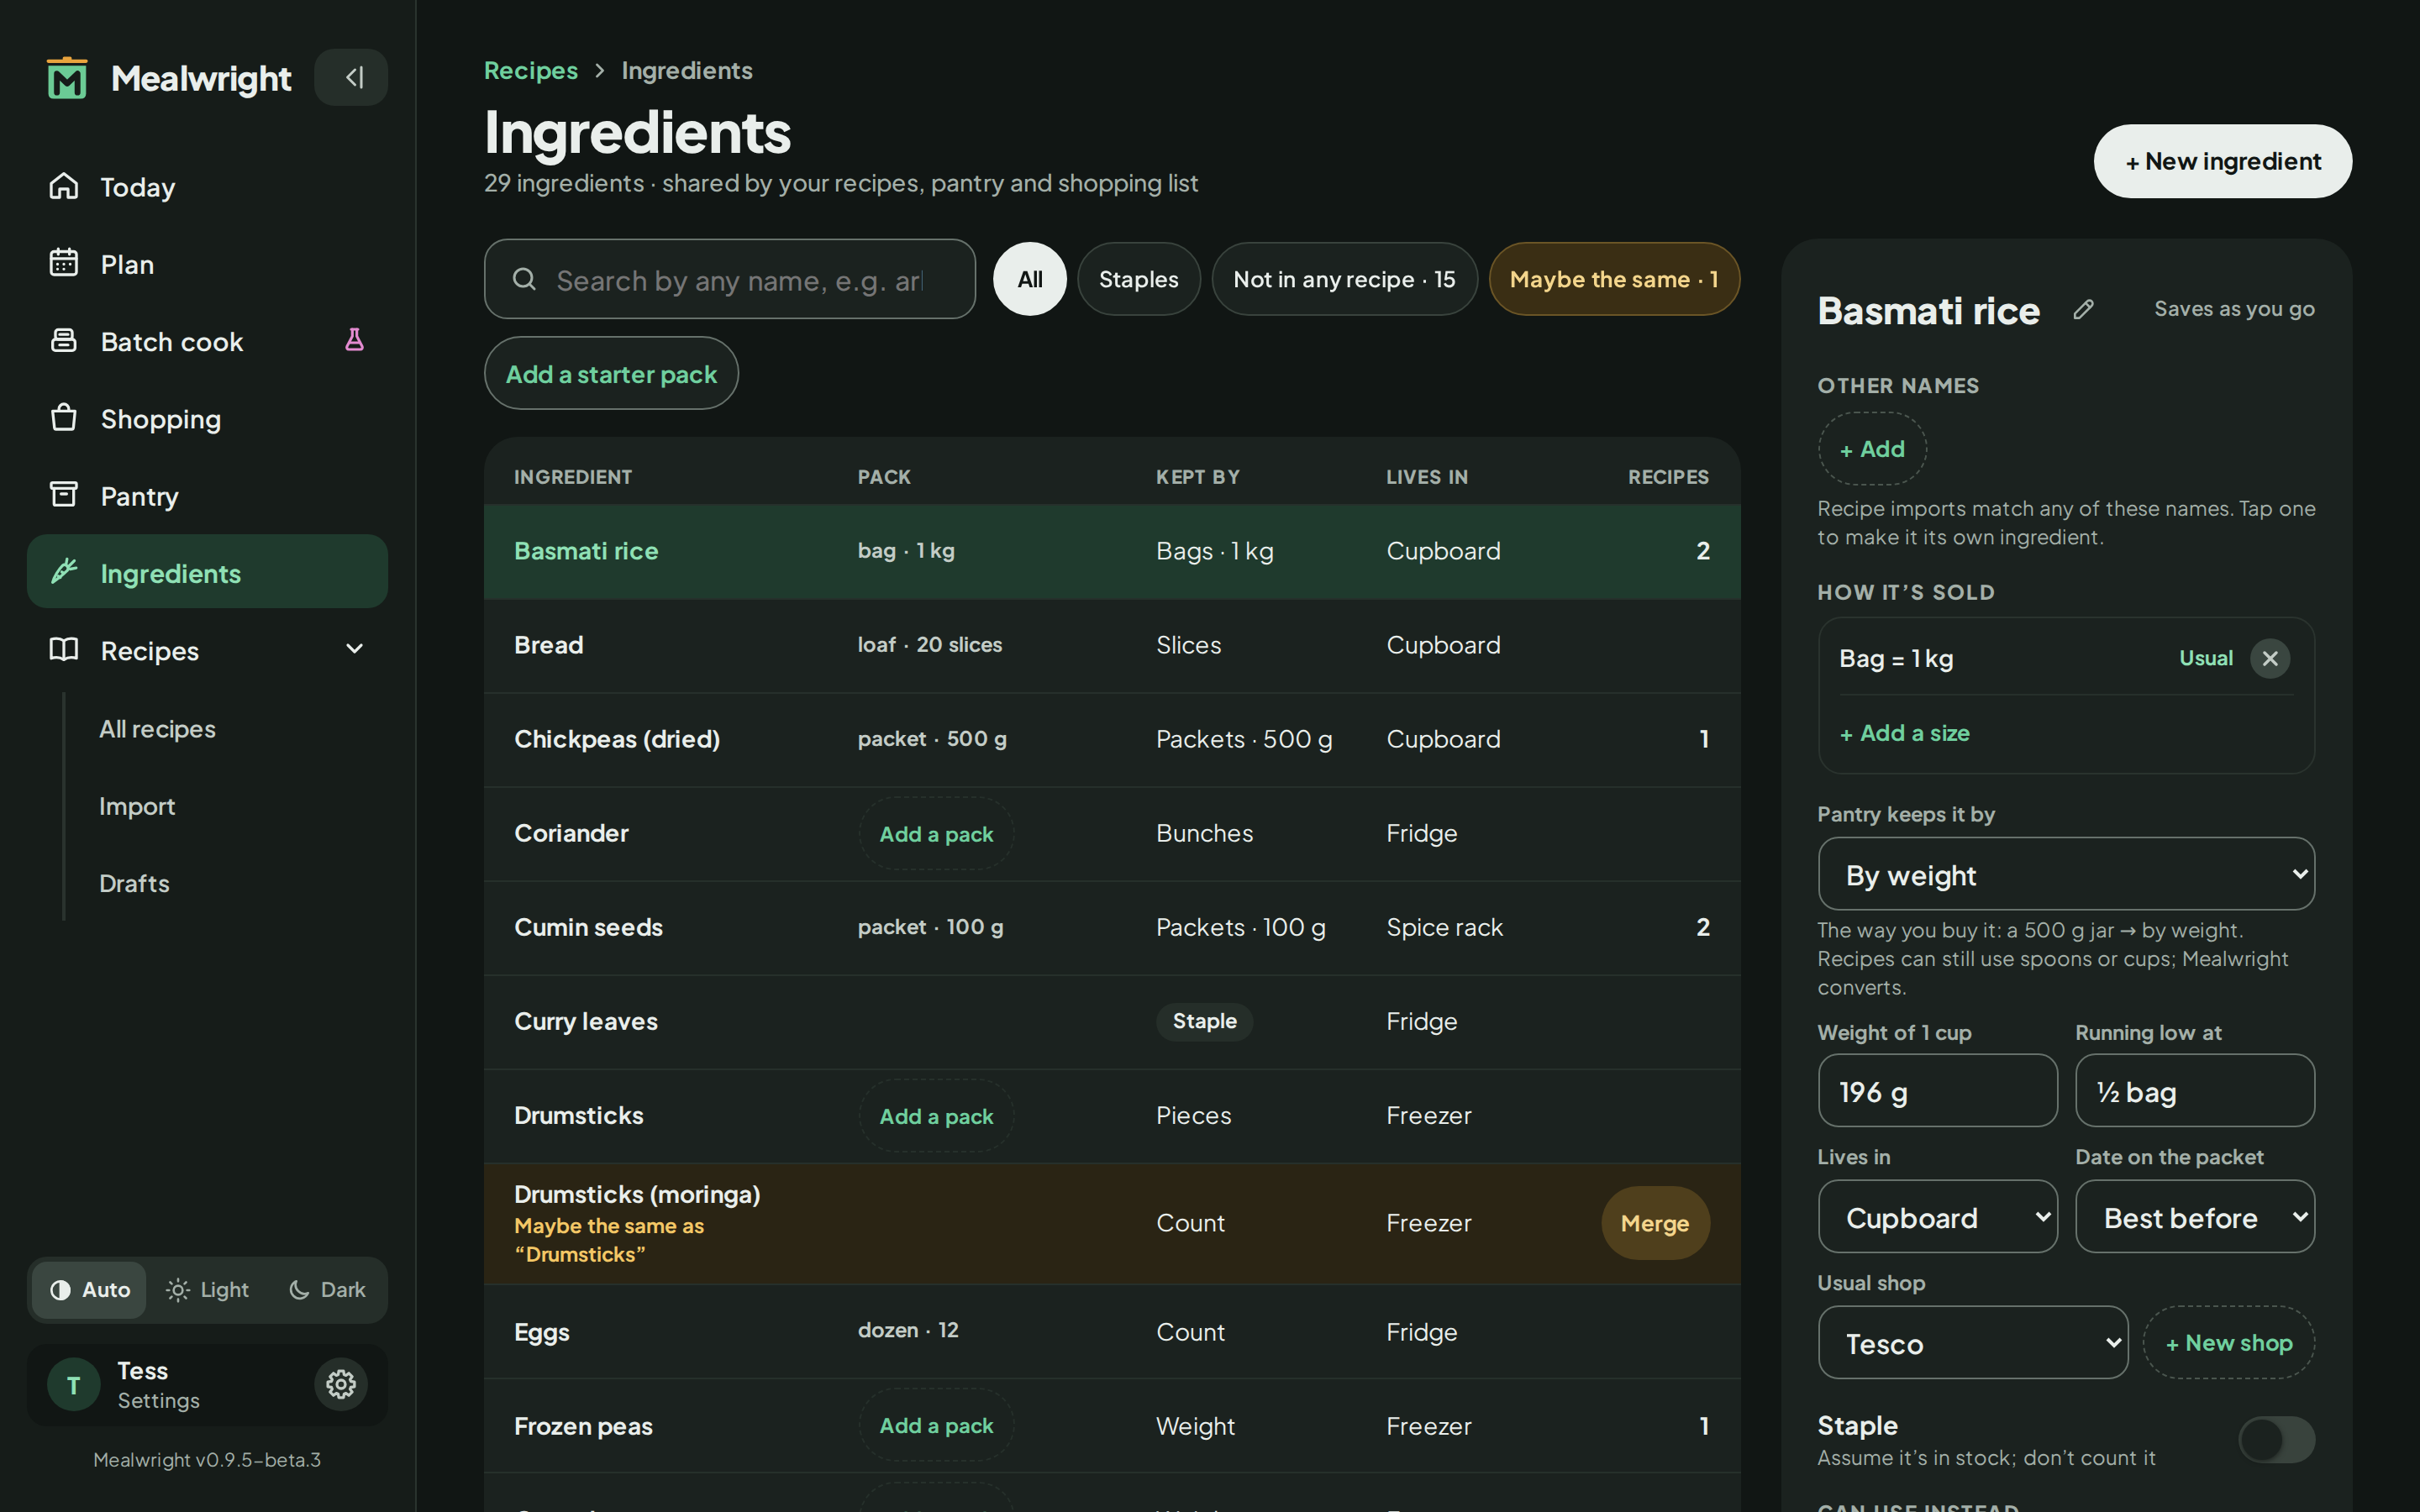 Mealwright
Today
Plan
Batch cook
Shopping
Pantry
Ingredients
Recipes
All recipes
Import
Drafts
Auto
Light
Dark
T
Tess
Settings
Mealwright v0.9.5-beta.3
Recipes > Ingredients
Ingredients
29 ingredients · shared by your recipes, pantry and shopping list
+ New ingredient
Search by any name, e.g. ar
All
Staples
Not in any recipe · 15
Maybe the same · 1
Add a starter pack
INGREDIENT PACK KEPT BY LIVES IN RECIPES
Basmati rice bag · 1 kg Bags · 1 kg Cupboard 2
Bread loaf · 20 slices Slices Cupboard
Chickpeas (dried) packet · 500 g Packets · 500 g Cupboard 1
Coriander Add a pack Bunches Fridge
Cumin seeds packet · 100 g Packets · 100 g Spice rack 2
Curry leaves Staple Fridge
Drumsticks Add a pack Pieces Freezer
Drumsticks (moringa)
Maybe the same as
“Drumsticks”
Count Freezer Merge
Eggs dozen · 12 Count Fridge
Frozen peas Add a pack Weight Freezer 1
Basmati rice
Saves as you go
OTHER NAMES
+ Add
Recipe imports match any of these names. Tap one
to make it its own ingredient.
HOW IT’S SOLD
Bag = 1 kg Usual
+ Add a size
Pantry keeps it by
By weight
The way you buy it: a 500 g jar → by weight.
Recipes can still use spoons or cups; Mealwright
converts.
Weight of 1 cup Running low at
196 g ½ bag
Lives in Date on the packet
Cupboard Best before
Usual shop
Tesco + New shop
Staple
Assume it’s in stock; don’t count it